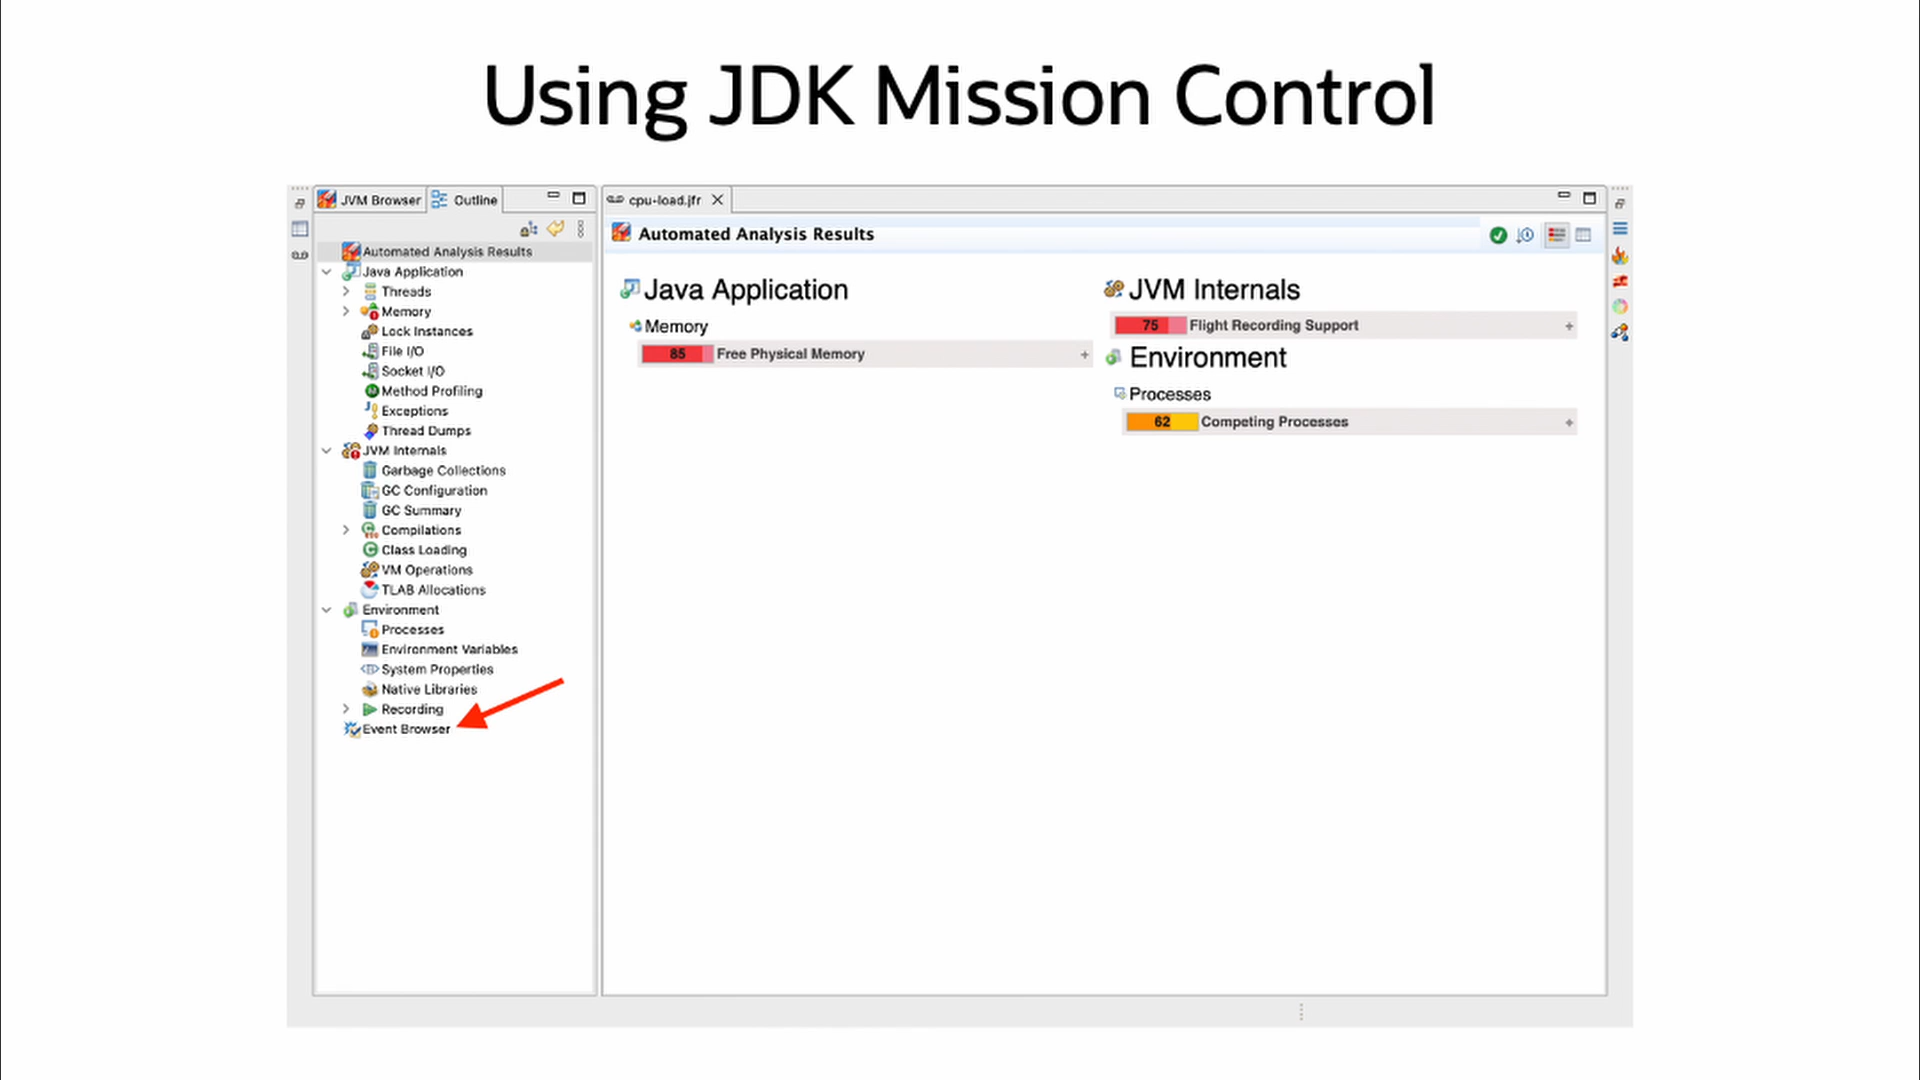 Using JDK Mission Control
JVM Browser
Outline
Automated Analysis Results
Java Application
Threads
Memory
Lock Instances
File I/O
Socket I/O
Method Profiling
Exceptions
Thread Dumps
JVM Internals
Garbage Collections
GC Configuration
GC Summary
Compilations
Class Loading
VM Operations
TLAB Allocations
Environment
Processes
Environment Variables
System Properties
Native Libraries
Recording
Event Browser
cpu-load.jfr
Automated Analysis Results
Java Application
Memory
85 Free Physical Memory
JVM Internals
75 Flight Recording Support
Environment
Processes
62 Competing Processes